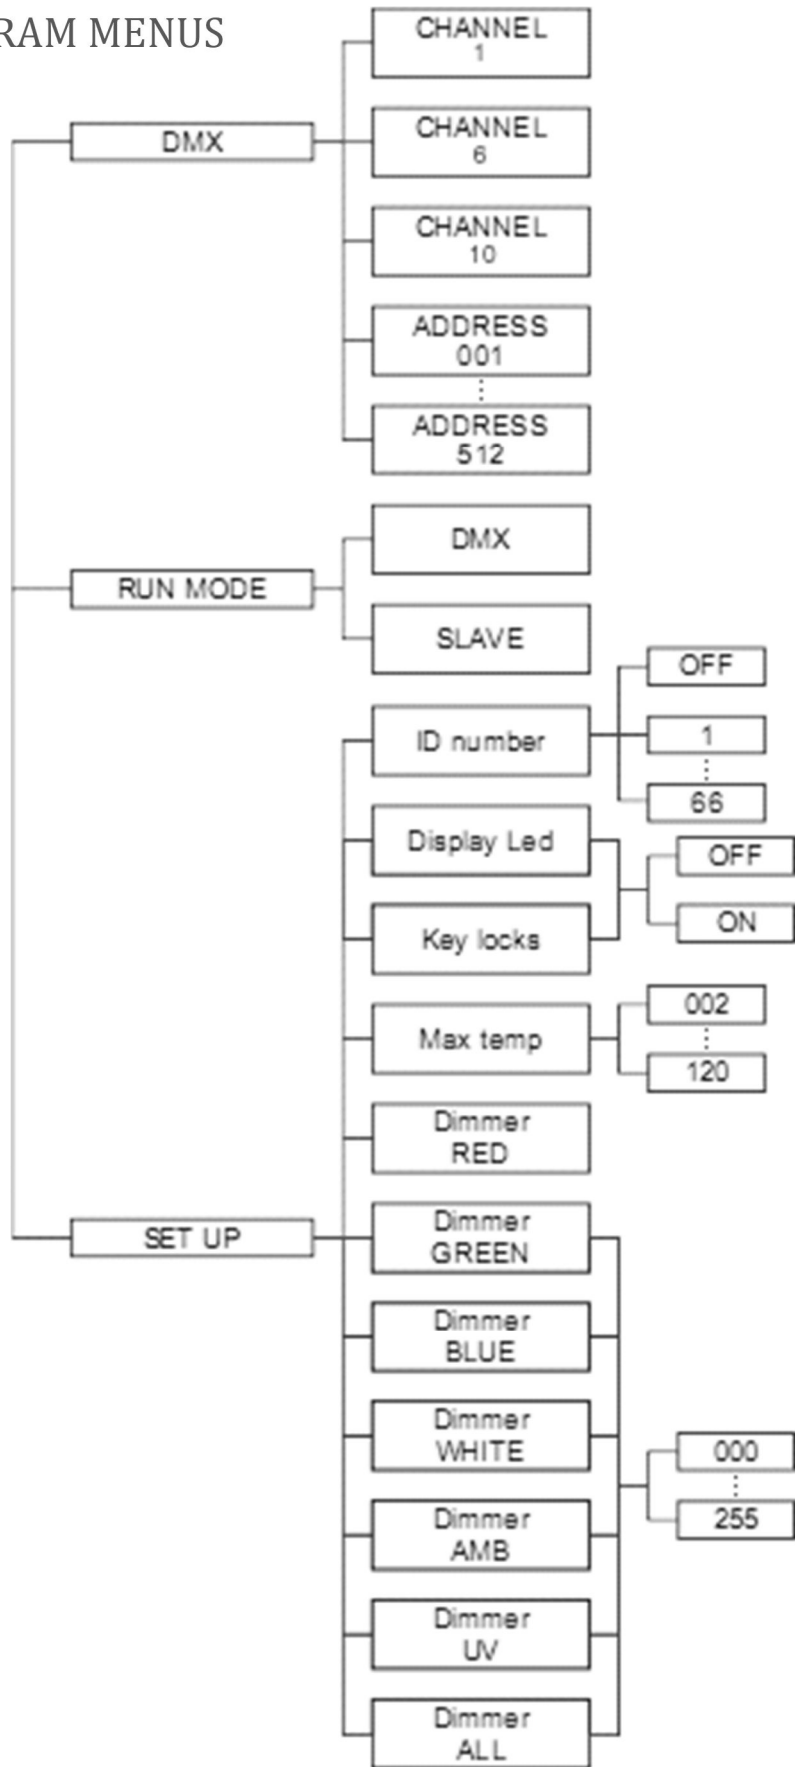 RAM MENUS
DMX
CHANNEL
1
CHANNEL
6
CHANNEL
10
ADDRESS
001
ADDRESS
512
RUN MODE
DMX
SLAVE
SET UP
ID number
OFF
1
66
Display Led
Key locks
OFF
ON
Max temp
002
120
Dimmer
RED
Dimmer
GREEN
Dimmer
BLUE
Dimmer
WHITE
Dimmer
AMB
Dimmer
UV
Dimmer
ALL
000
255